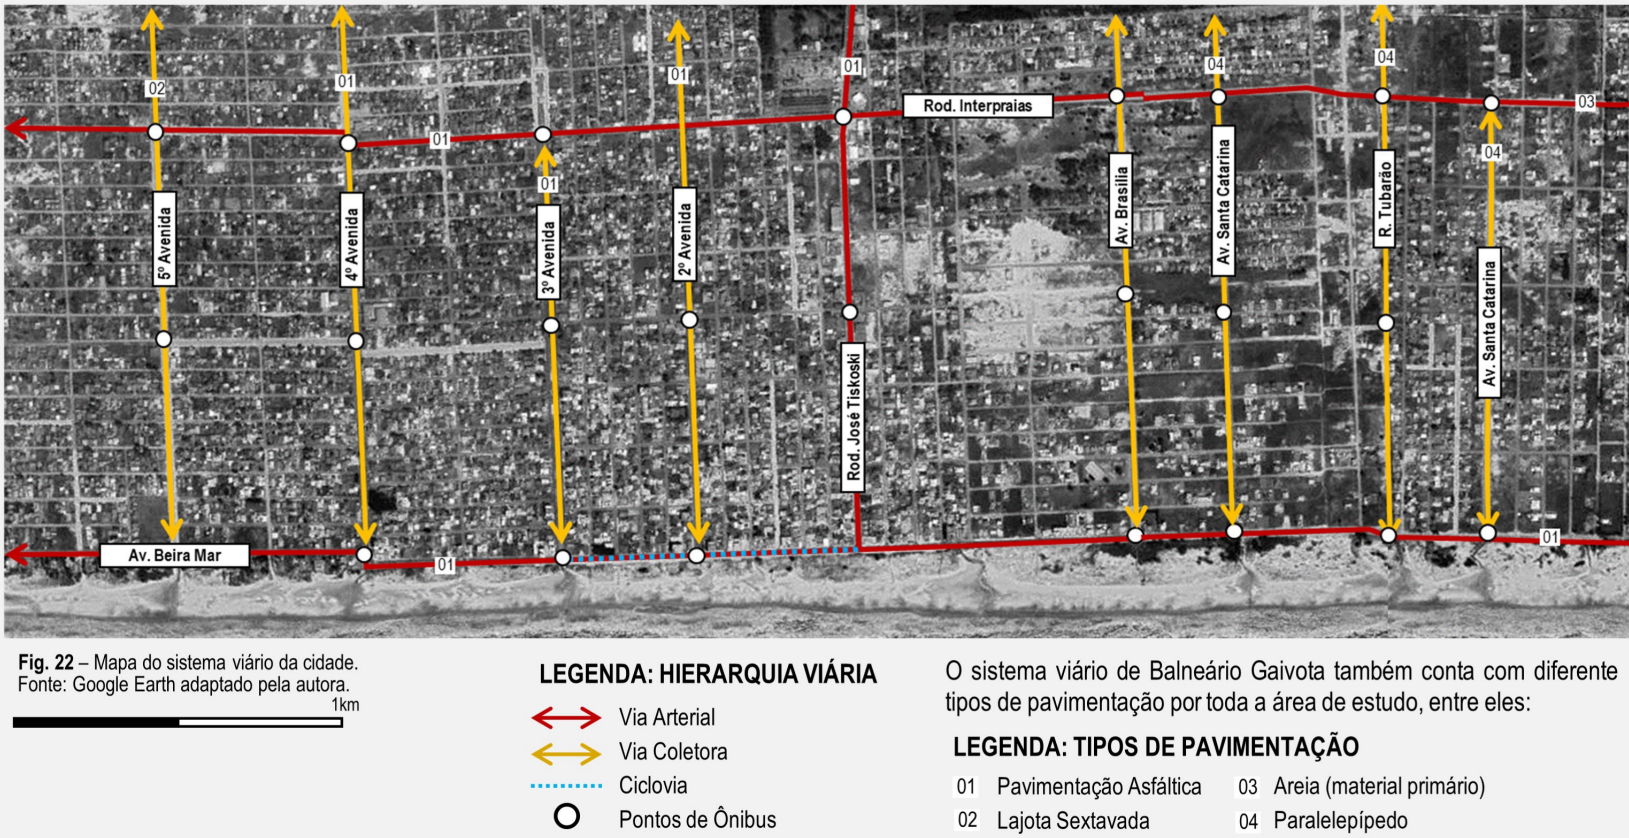 02
01
01
01
04
04
Rod. Interpraias
03
01
01
04
5º Avenida
4º Avenida
3º Avenida
2º Avenida
Rod. José Tiskoski
Av. Brasilia
Av. Santa Catarina
R. Tubarão
Av. Santa Catarina
Av. Beira Mar
01
01
Fig. 22 – Mapa do sistema viário da cidade.
Fonte: Google Earth adaptado pela autora.
1km
LEGENDA: HIERARQUIA VIÁRIA
Via Arterial
Via Coletora
Ciclovia
Pontos de Ônibus
O sistema viário de Balneário Gaivota também conta com diferente
tipos de pavimentação por toda a área de estudo, entre eles:
LEGENDA: TIPOS DE PAVIMENTAÇÃO
01 Pavimentação Asfáltica
02 Lajota Sextavada
03 Areia (material primário)
04 Paralelepípedo